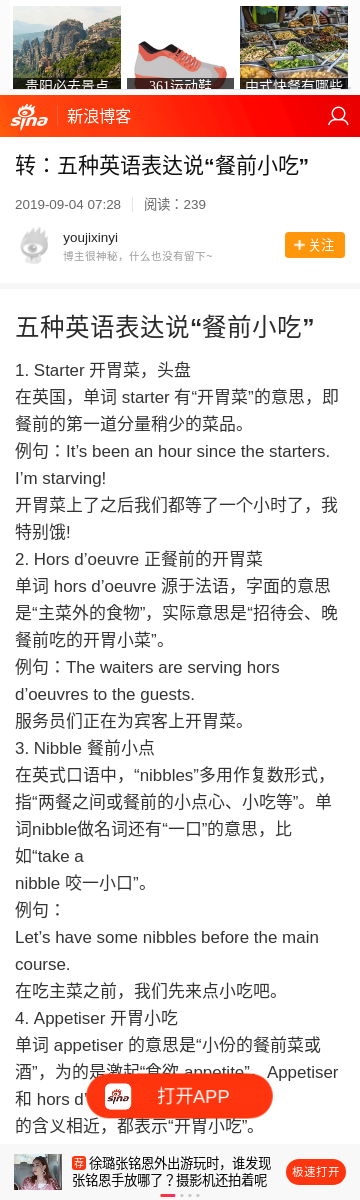 贵阳必去景点
361运动鞋
中式快餐有哪些
sina
新浪博客
转：五种英语表达说“餐前小吃”
2019-09-04 07:28 阅读：239
youjixinyi
博主很神秘，什么也没有留下~
关注
五种英语表达说“餐前小吃”
1. Starter 开胃菜，头盘
在英国，单词 starter 有“开胃菜”的意思，即
餐前的第一道分量稍少的菜品。
例句：It’s been an hour since the starters.
I’m starving!
开胃菜上了之后我们都等了一个小时了，我
特别饿!
2. Hors d’oeuvre 正餐前的开胃菜
单词 hors d’oeuvre 源于法语，字面的意思
是“主菜外的食物”，实际意思是“招待会、晚
餐前吃的开胃小菜”。
例句：The waiters are serving hors
d’oeuvres to the guests.
服务员们正在为宾客上开胃菜。
3. Nibble 餐前小点
在英式口语中，“nibbles”多用作复数形式，
指“两餐之间或餐前的小点心、小吃等”。单
词nibble做名词还有“一口”的意思，比
如“take a
nibble 咬一小口”。
例句：
Let’s have some nibbles before the main
course.
在吃主菜之前，我们先来点小吃吧。
4. Appetiser 开胃小吃
单词 appetiser 的意思是“小份的餐前菜或
酒”，为的是激起“食欲 appetite”。Appetiser
和 hors d’
的含义相近，都表示“开胃小吃”。
sina
打开APP
荐 徐璐张铭恩外出游玩时，谁发现
张铭恩手放哪了？摄影机还拍着呢
极速打开